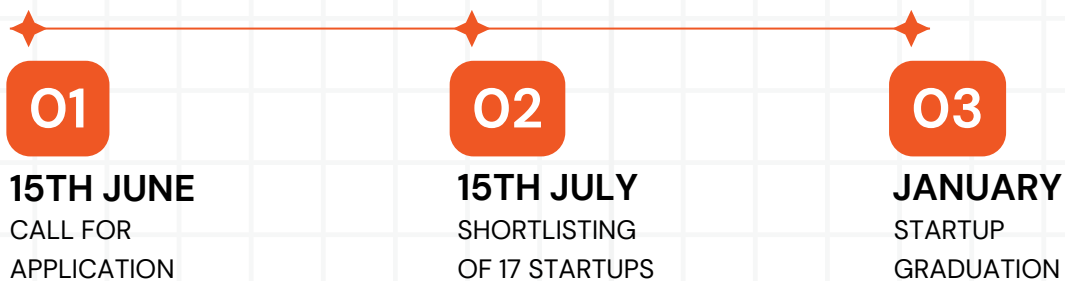 01
15TH JUNE
CALL FOR
APPLICATION
02
15TH JULY
SHORTLISTING
OF 17 STARTUPS
03
JANUARY
STARTUP
GRADUATION